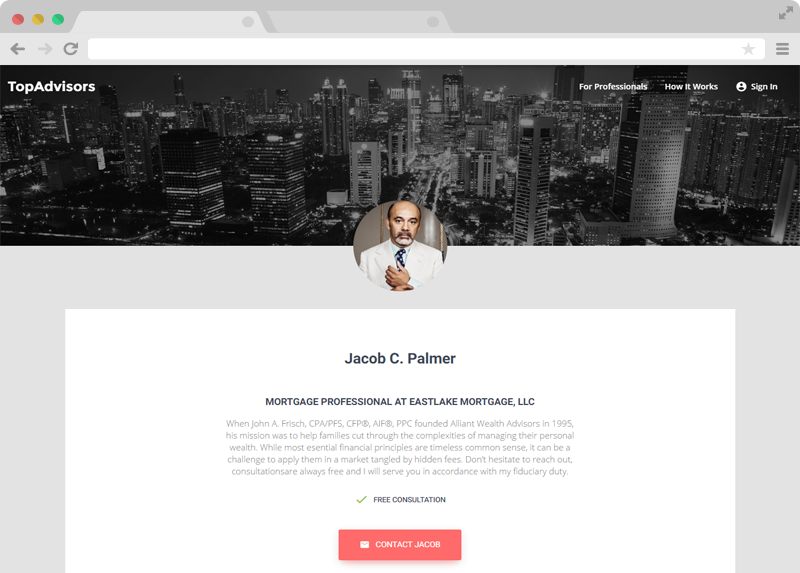 TopAdvisors
For Professionals
How It Works
Sign In
Jacob C. Palmer
MORTGAGE PROFESSIONAL AT EASTLAKE MORTGAGE, LLC
When John A. Frisch, CPA/PFS, CFP®, AIF®, PPC founded Alliant Wealth Advisors in 1995,
his mission was to help families cut through the complexities of managing their personal
wealth. While most esential financial principles are timeless common sense, it can be a
challenge to apply them in a market tangled by hidden fees. Don't hesitate to reach out,
consultationsare always free and I will serve you in accordance with my fiduciary duty.
FREE CONSULTATION
CONTACT JACOB